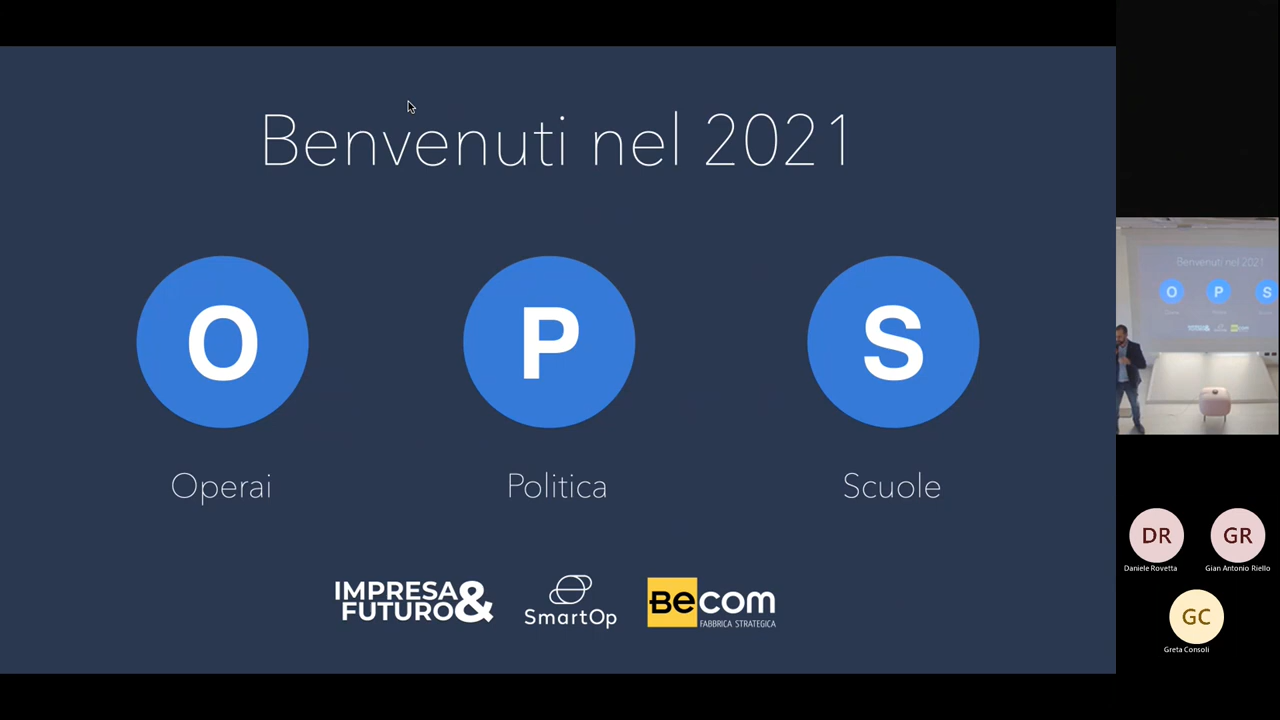 Benvenuti nel 2021
O
P
S
Operai
Politica
Scuole
IMPRESA&
FUTURO
SmartOp
Becom
FABBRICA STRATEGICA
Benvenuti nel 2021
O
P
S
DR
GR
Daniele Rovetta
Gian Antonio Riello
GC
Greta Consoli